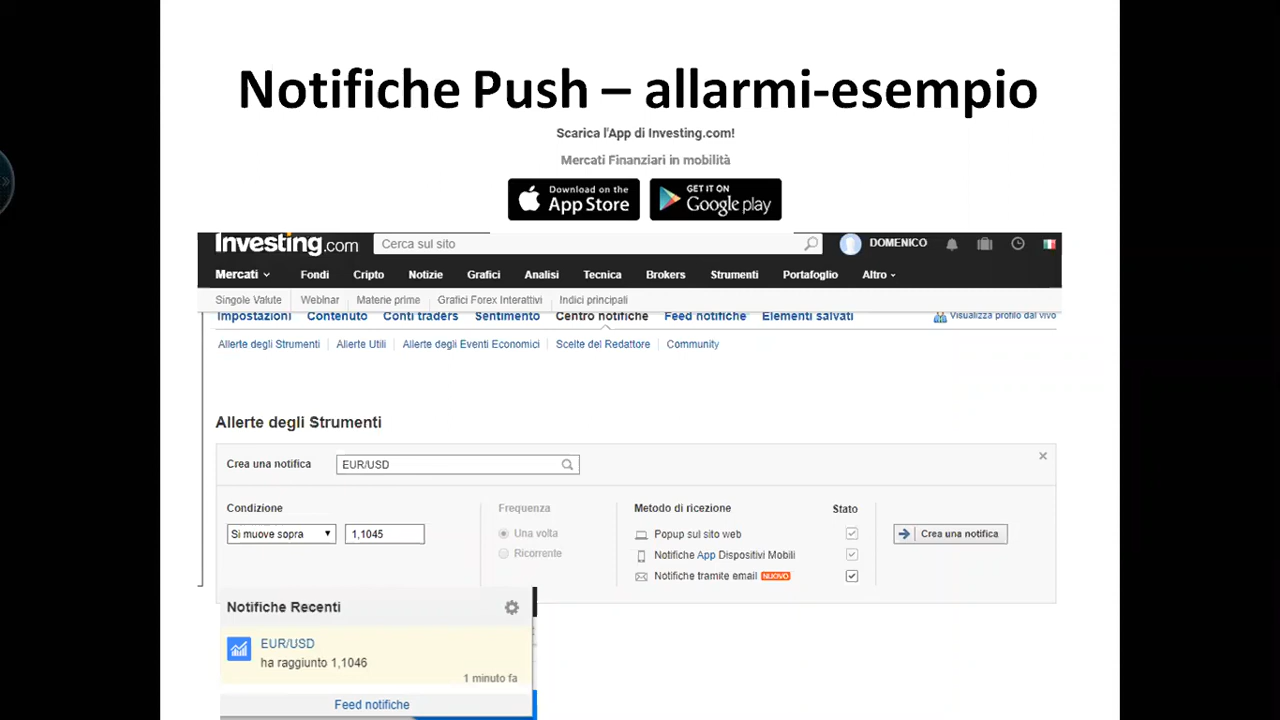 Notifiche Push – allarmi-esempio
Scarica l'App di Investing.com!
Mercati Finanziari in mobilità
Download on the App Store
GET IT ON Google play
Investing.com Cerca sul sito DOMENICO
Mercati Fondi Cripto Notizie Grafici Analisi Tecnica Brokers Strumenti Portafoglio Altro
Singole Valute Webinar Materie prime Grafici Forex Interattivi Indici principali
Impostazioni Contenuto Conti traders Sentimento Centro notifiche Feed notifiche Elementi salvati Visualizza profilo dal vivo
Allerte degli Strumenti Allerte Utili Allerte degli Eventi Economici Scelte del Redattore Community
Allerte degli Strumenti
Crea una notifica EUR/USD
Condizione Frequenza Metodo di ricezione Stato
Si muove sopra 1,1045 Una volta Popup sul sito web Crea una notifica
Ricorrente Notifiche App Dispositivi Mobili
Notifiche tramite email NUOVO
Notifiche Recenti
EUR/USD
ha raggiunto 1,1046
1 minuto fa
Feed notifiche